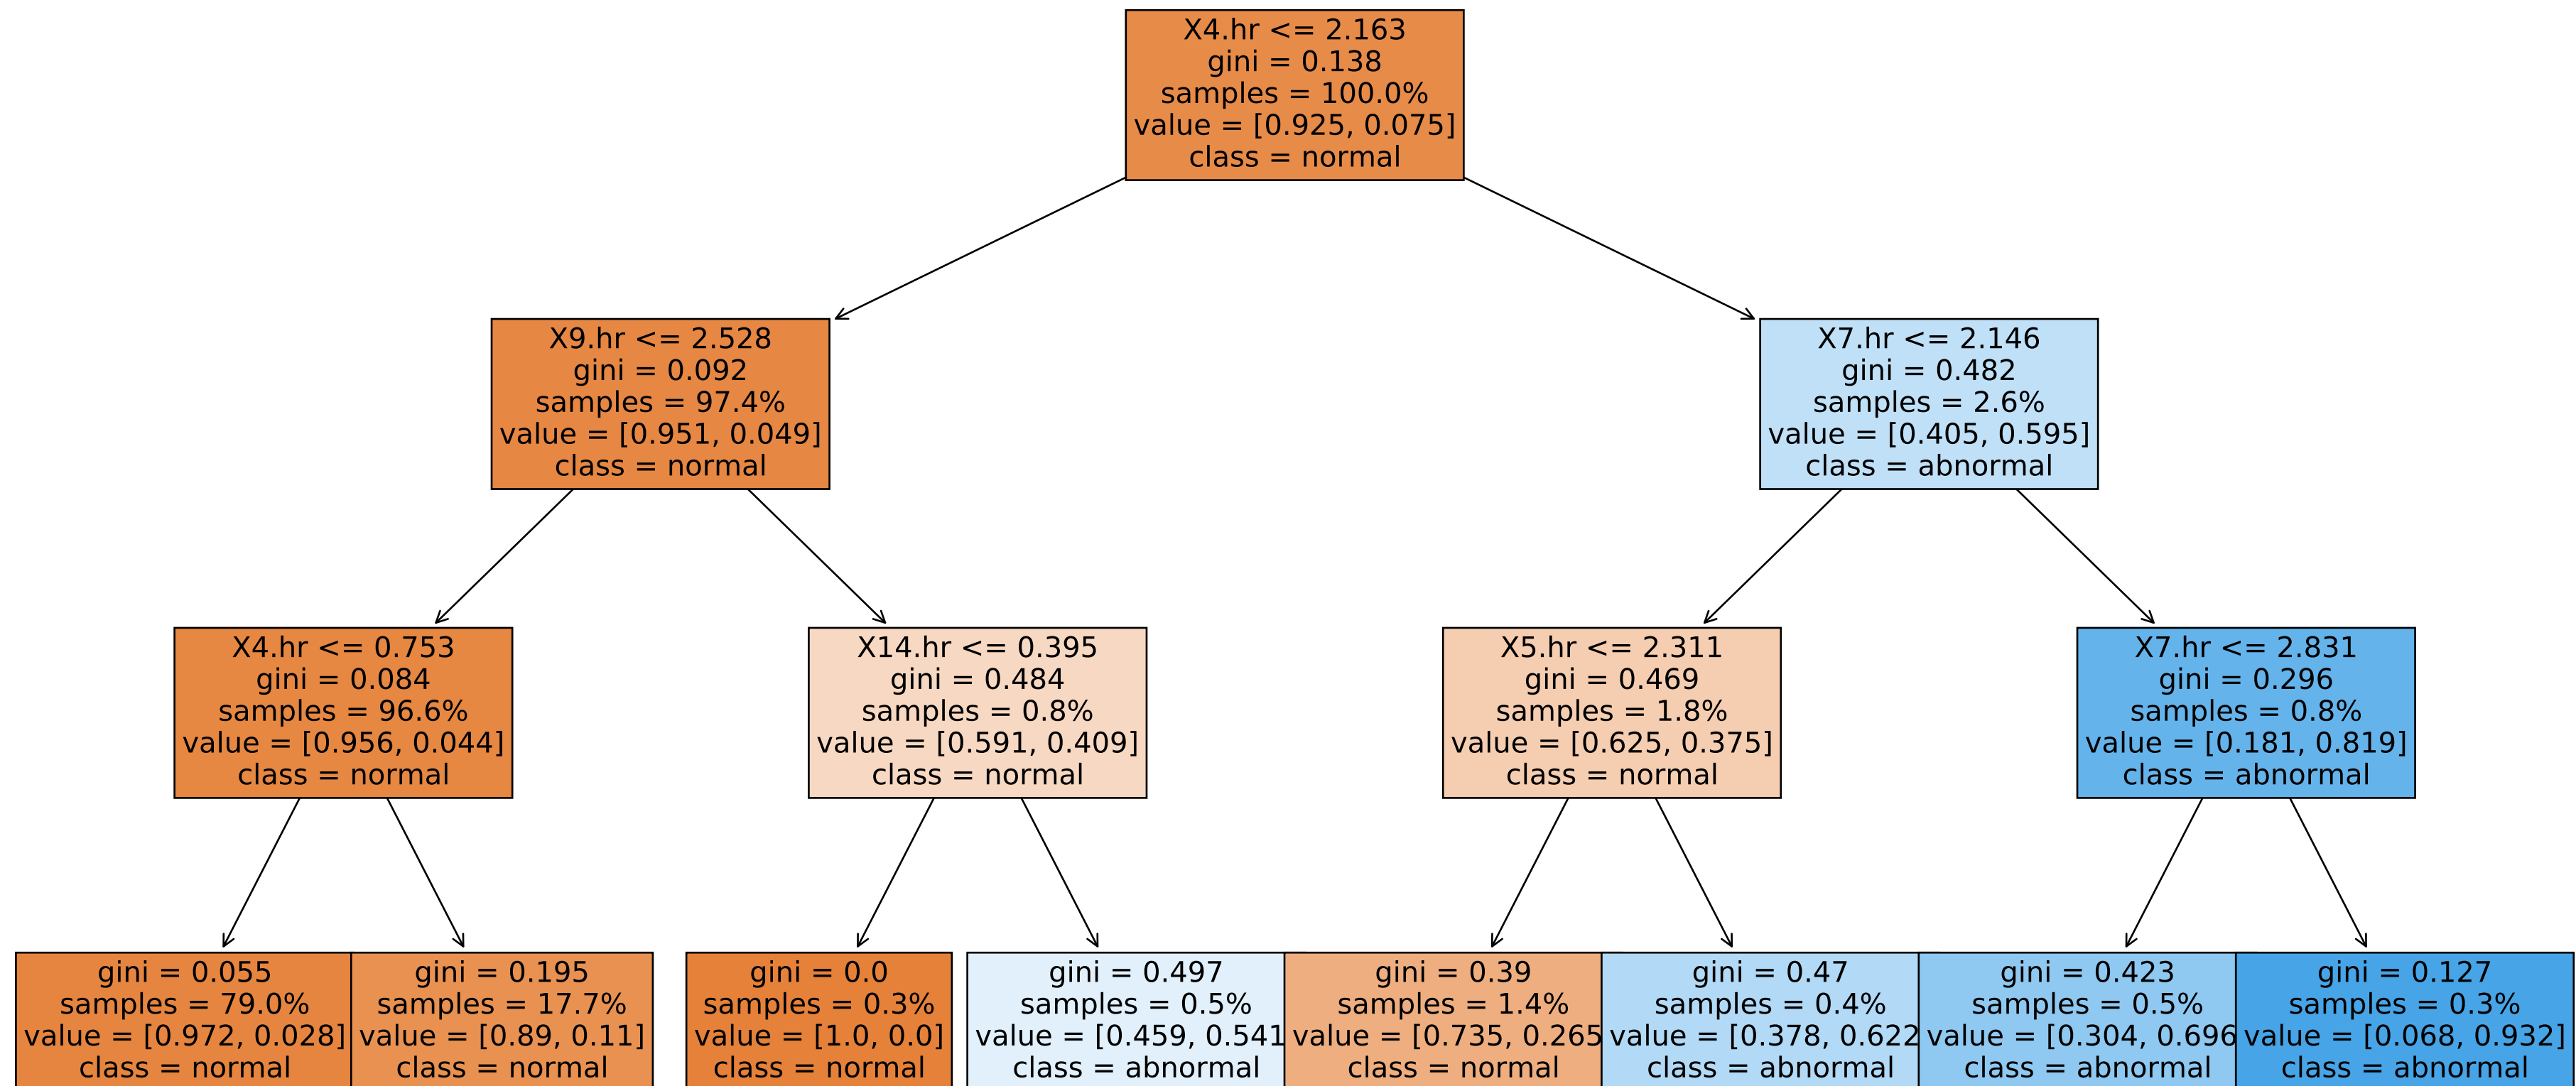 X4.hr <= 2.163
gini = 0.138
samples = 100.0%
value = [0.925, 0.075]
class = normal
X9.hr <= 2.528
gini = 0.092
samples = 97.4%
value = [0.951, 0.049]
class = normal
X7.hr <= 2.146
gini = 0.482
samples = 2.6%
value = [0.405, 0.595]
class = abnormal
X4.hr <= 0.753
gini = 0.084
samples = 96.6%
value = [0.956, 0.044]
class = normal
X14.hr <= 0.395
gini = 0.484
samples = 0.8%
value = [0.591, 0.409]
class = normal
X5.hr <= 2.311
gini = 0.469
samples = 1.8%
value = [0.625, 0.375]
class = normal
X7.hr <= 2.831
gini = 0.296
samples = 0.8%
value = [0.181, 0.819]
class = abnormal
gini = 0.055
samples = 79.0%
value = [0.972, 0.028]
class = normal
gini = 0.195
samples = 17.7%
value = [0.89, 0.11]
class = normal
gini = 0.0
samples = 0.3%
value = [1.0, 0.0]
class = normal
gini = 0.497
samples = 0.5%
value = [0.459, 0.541
class = abnormal
gini = 0.39
samples = 1.4%
value = [0.735, 0.265
class = normal
gini = 0.47
samples = 0.4%
value = [0.378, 0.622
class = abnormal
gini = 0.423
samples = 0.5%
value = [0.304, 0.696
class = abnormal
gini = 0.127
samples = 0.3%
value = [0.068, 0.932]
class = abnormal